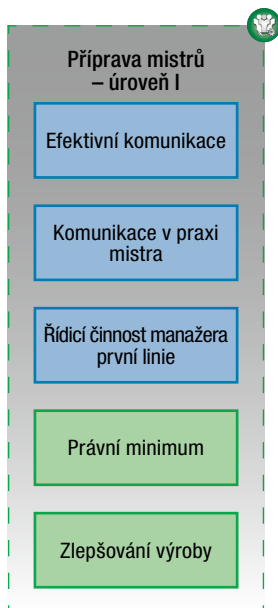 Příprava mistrů
– úroveň I
Efektivní komunikace
Komunikace v praxi
mistra
Řídicí činnost manažera
první linie
Právní minimum
Zlepšování výroby